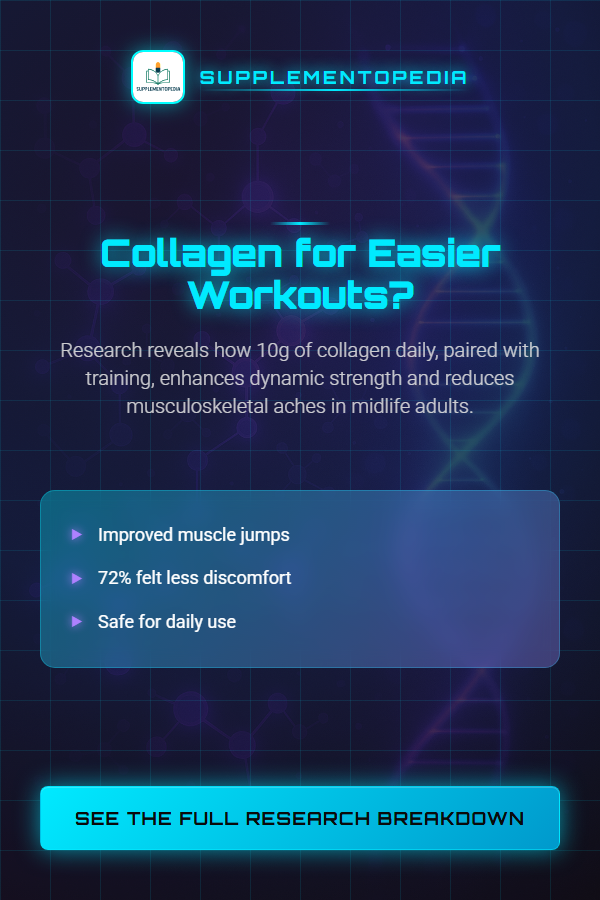 SUPPLEMENTOPEDIA
SUPPLEMENTOPEDIA
Collagen for Easier
Workouts?
Research reveals how 10g of collagen daily, paired with
training, enhances dynamic strength and reduces
musculoskeletal aches in midlife adults.
Improved muscle jumps
72% felt less discomfort
Safe for daily use
SEE THE FULL RESEARCH BREAKDOWN